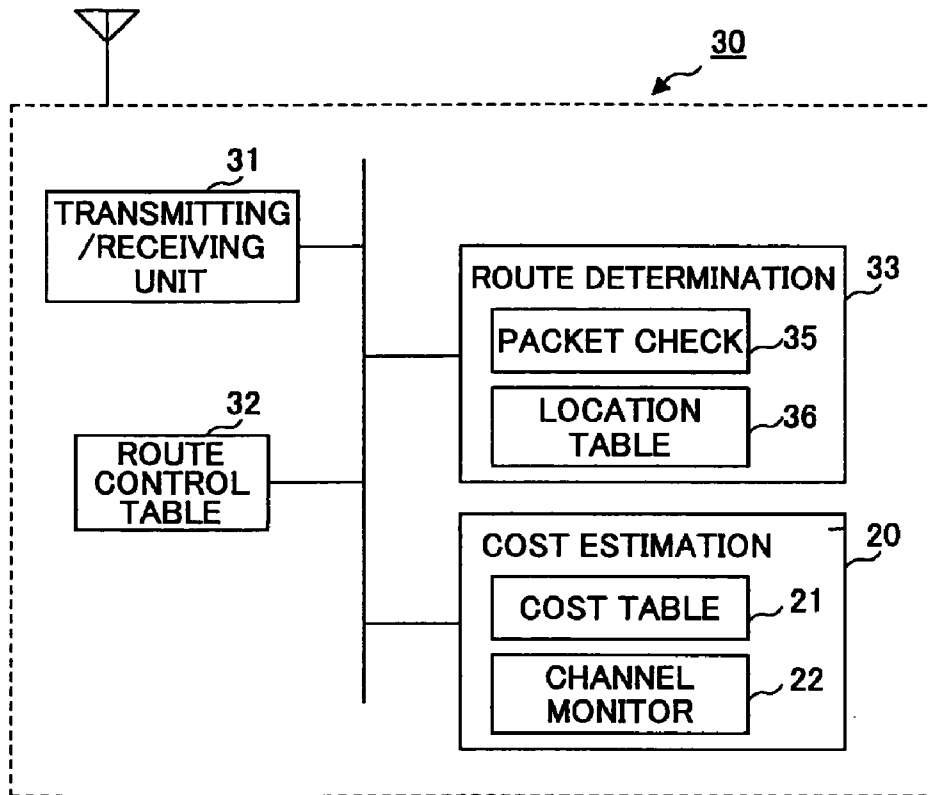 30
31
TRANSMITTING
/RECEIVING
UNIT
32
ROUTE
CONTROL
TABLE
ROUTE DETERMINATION
33
PACKET CHECK
35
LOCATION
TABLE
36
COST ESTIMATION
20
COST TABLE
21
CHANNEL
MONITOR
22